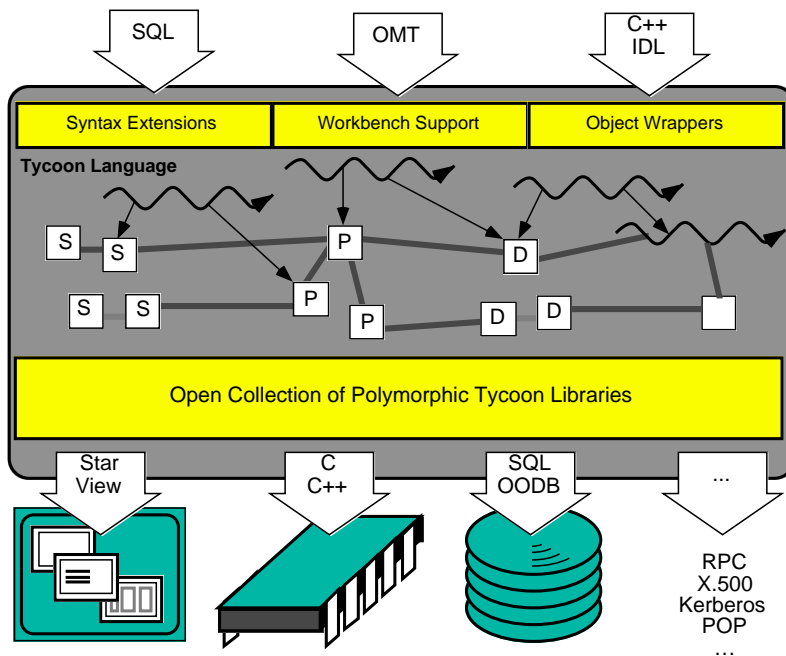 SQL
OMT
C++
IDL
Syntax Extensions
Workbench Support
Object Wrappers
Tycoon Language
S
S
P
D
S
S
P
P
D
D
Open Collection of Polymorphic Tycoon Libraries
Star
View
C
C++
SQL
OODB
...
RPC
X.500
Kerberos
POP
...